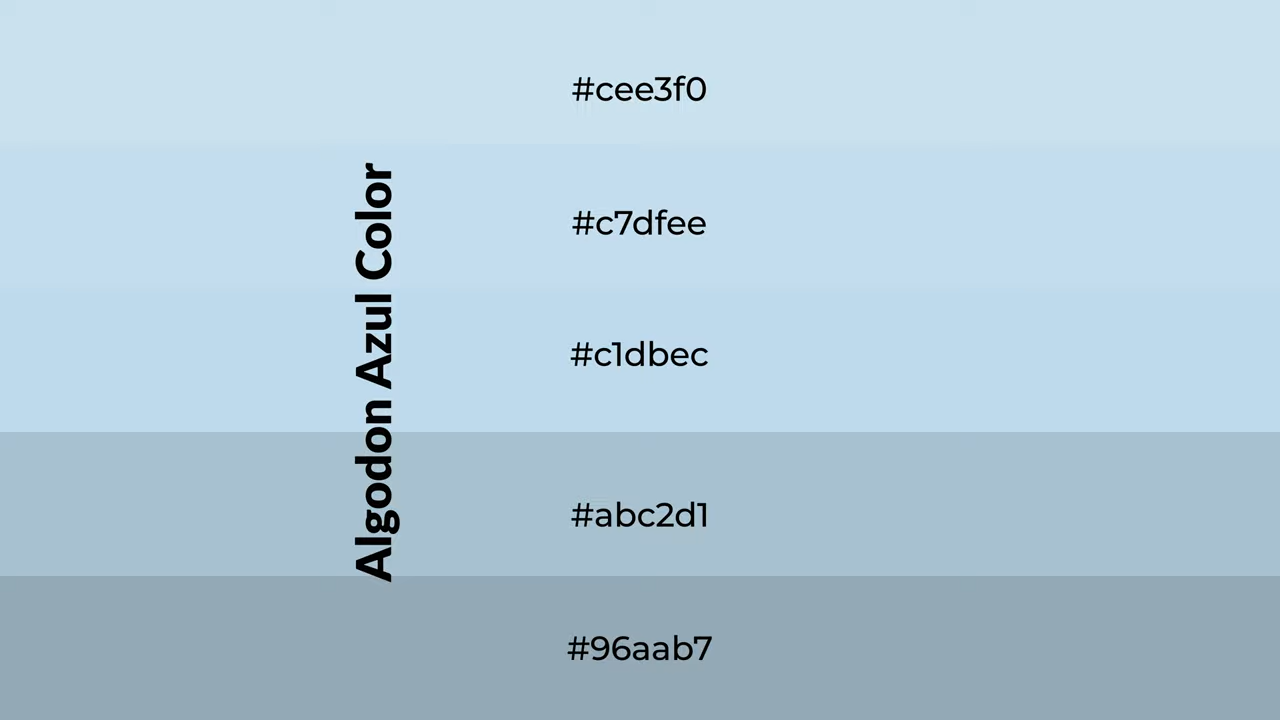 Algodon Azul Color
#cee3f0
#c7dfee
#c1dbec
#abc2d1
#96aab7